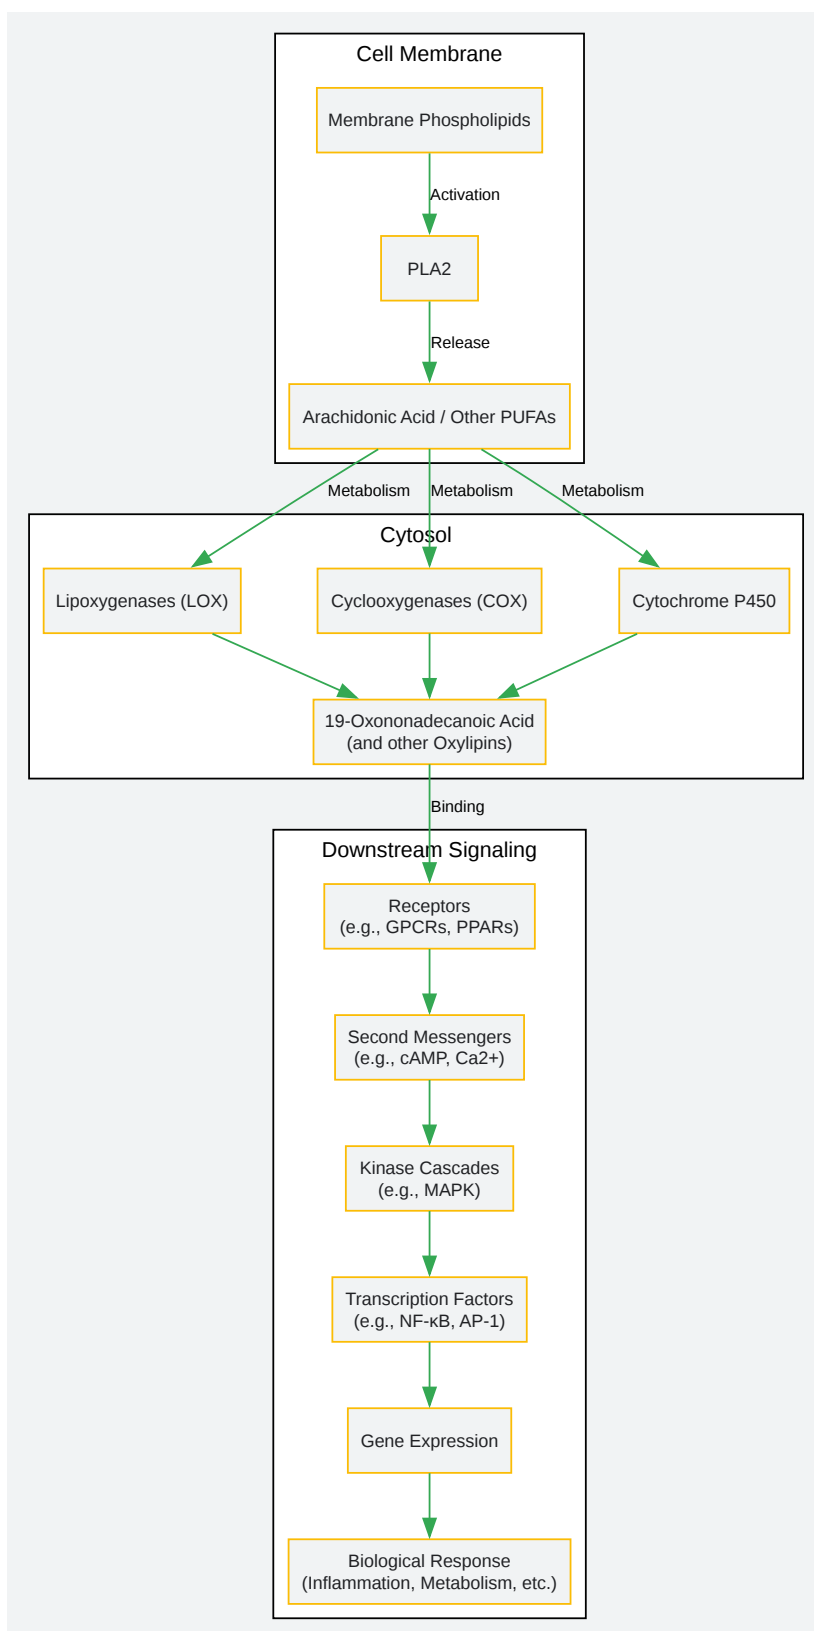 Cell Membrane
Membrane Phospholipids
Activation
PLA2
Release
Arachidonic Acid / Other PUFAs
Metabolism
Metabolism
Metabolism
Cytosol
Lipoxygenases (LOX)
Cyclooxygenases (COX)
Cytochrome P450
19-Oxononadecanoic Acid
(and other Oxylipins)
Binding
Downstream Signaling
Receptors
(e.g., GPCRs, PPARs)
Second Messengers
(e.g., cAMP, Ca2+)
Kinase Cascades
(e.g., MAPK)
Transcription Factors
(e.g., NF-κB, AP-1)
Gene Expression
Biological Response
(Inflammation, Metabolism, etc.)